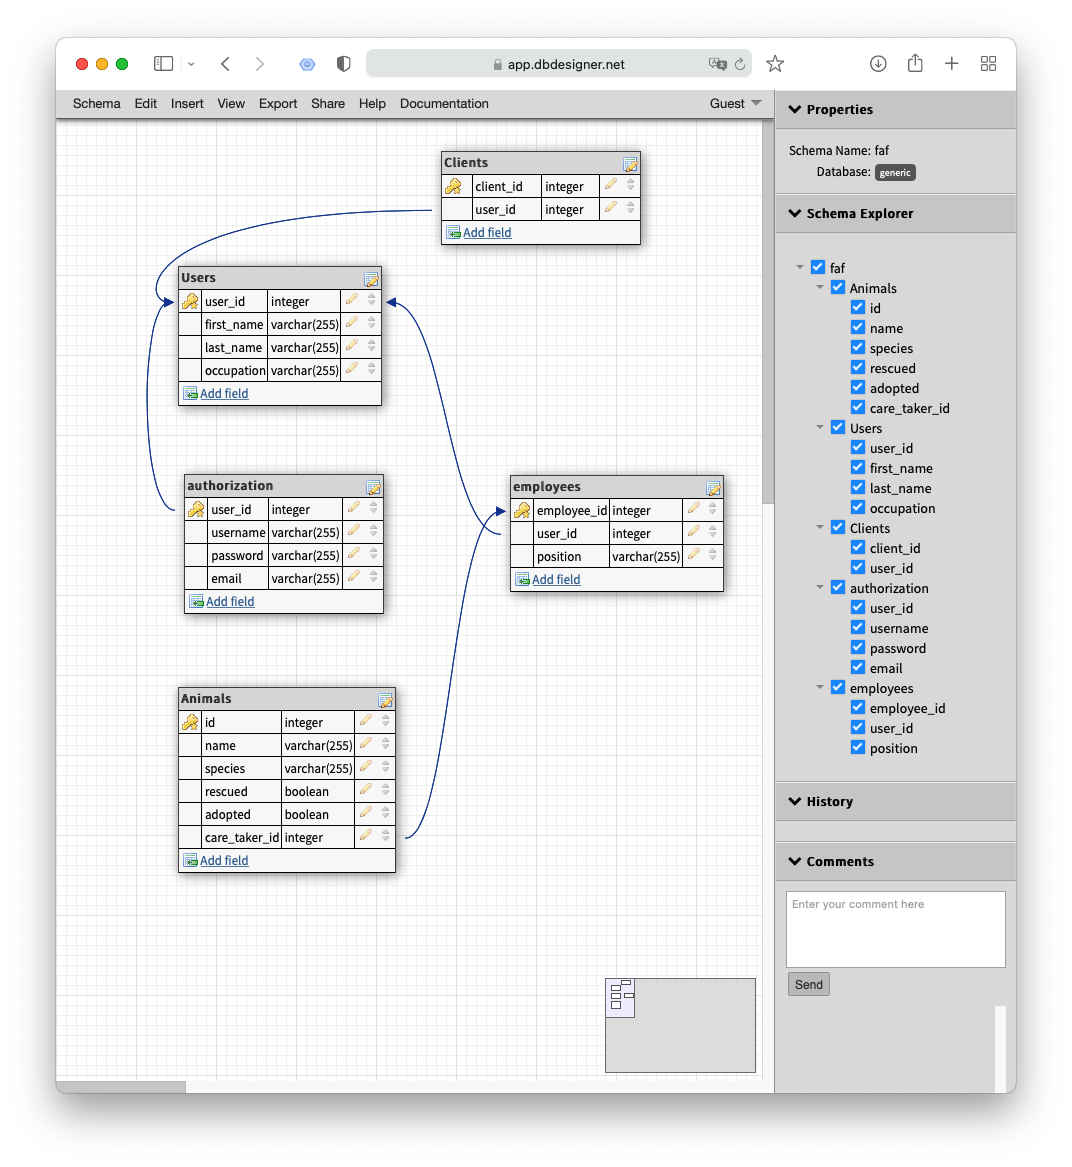 app.dbdesigner.net
Schema Edit Insert View Export Share Help Documentation Guest
Clients
client_id integer
user_id integer
Add field
Users
user_id integer
first_name varchar(255)
last_name varchar(255)
occupation varchar(255)
Add field
authorization
user_id integer
username varchar(255)
password varchar(255)
email varchar(255)
Add field
employees
employee_id integer
user_id integer
position varchar(255)
Add field
Animals
id integer
name varchar(255)
species varchar(255)
rescued boolean
adopted boolean
care_taker_id integer
Add field
Properties
Schema Name: faf
Database: generic
Schema Explorer
faf
Animals
id
name
species
rescued
adopted
care_taker_id
Users
user_id
first_name
last_name
occupation
Clients
client_id
user_id
authorization
user_id
username
password
email
employees
employee_id
user_id
position
History
Comments
Enter your comment here
Send